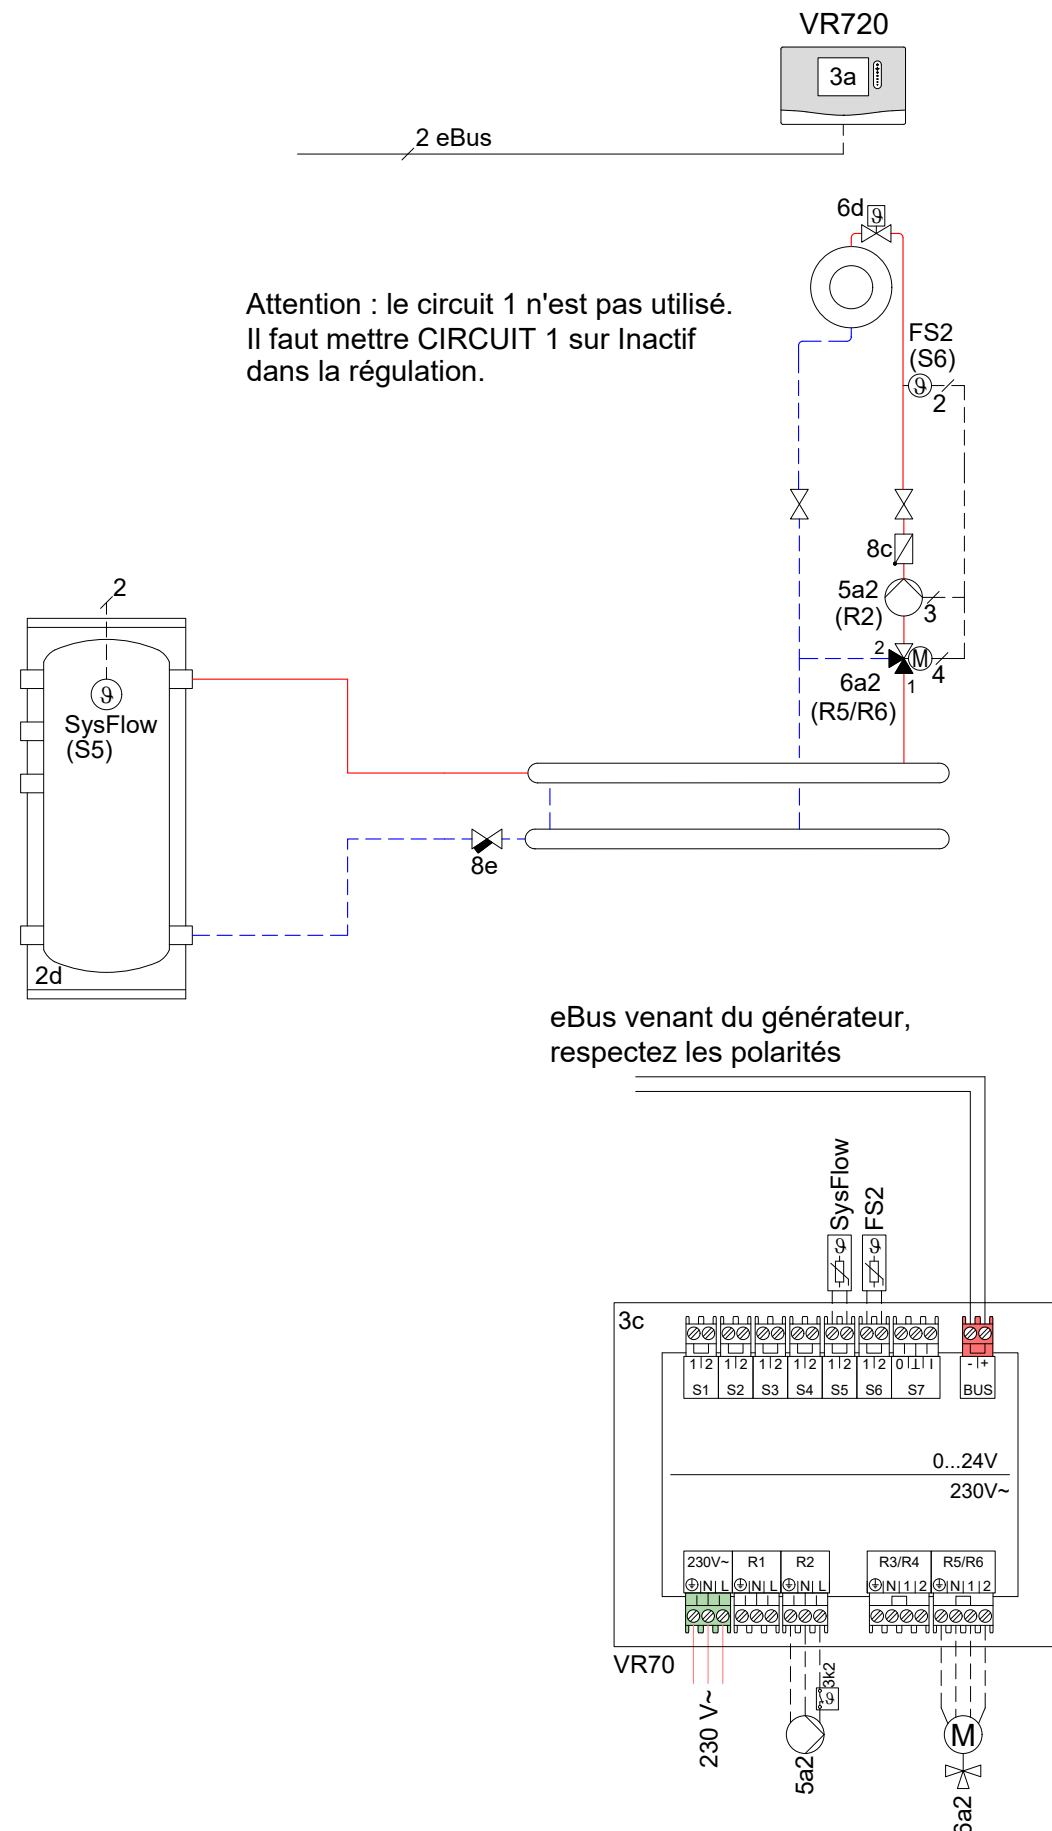 VR720
3a
2 eBus
6d
Attention : le circuit 1 n'est pas utilisé.
Il faut mettre CIRCUIT 1 sur Inactif
dans la régulation.
FS2
(S6)
ϑ
2
8c
5a2
(R2)
3
2
M
4
6a2
1
(R5/R6)
2
ϑ
SysFlow
(S5)
8e
2d
eBus venant du générateur,
respectez les polarités
SysFlow
FS2
ϑ
ϑ
3c
1|2 1|2 1|2 1|2 1|2 1|2 0|⊥|I -|+
S1 S2 S3 S4 S5 S6 S7 BUS
0...24V
230V~
230V~ R1 R2 R3/R4 R5/R6
⏚|N|L ⏚|N|L ⏚|N|L ⏚|N|1|2 ⏚|N|1|2
VR70
3k2
ϑ
230 V~
5a2
M
6a2